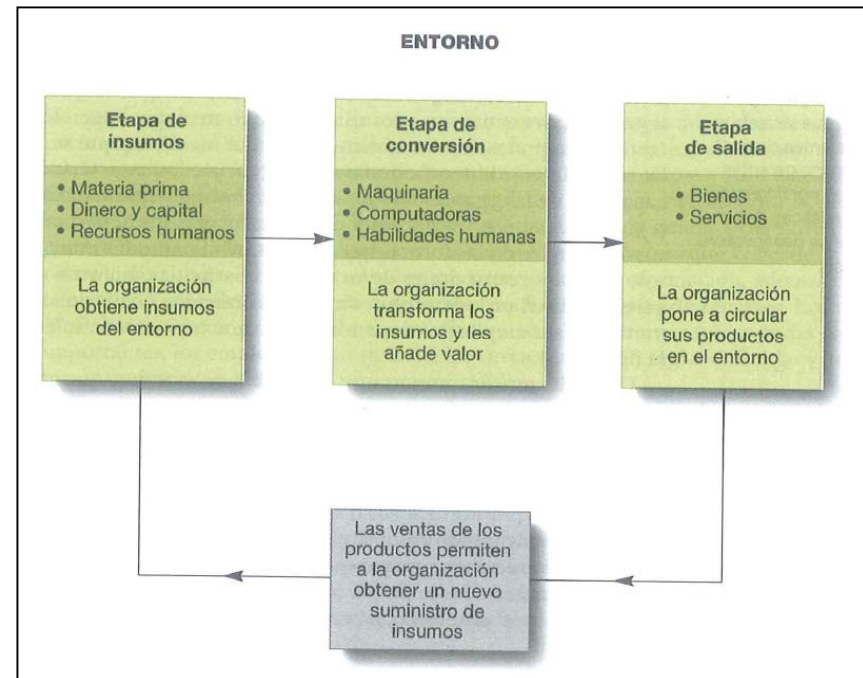 ENTORNO
Etapa de
insumos
• Materia prima
• Dinero y capital
• Recursos humanos
La organización
obtiene insumos
del entorno
Etapa de
conversión
• Maquinaria
• Computadoras
• Habilidades humanas
La organización
transforma los
insumos y les
añade valor
Etapa
de salida
• Bienes
• Servicios
La organización
pone a circular
sus productos
en el entorno
Las ventas de los
productos permiten
a la organización
obtener un nuevo
suministro de
insumos